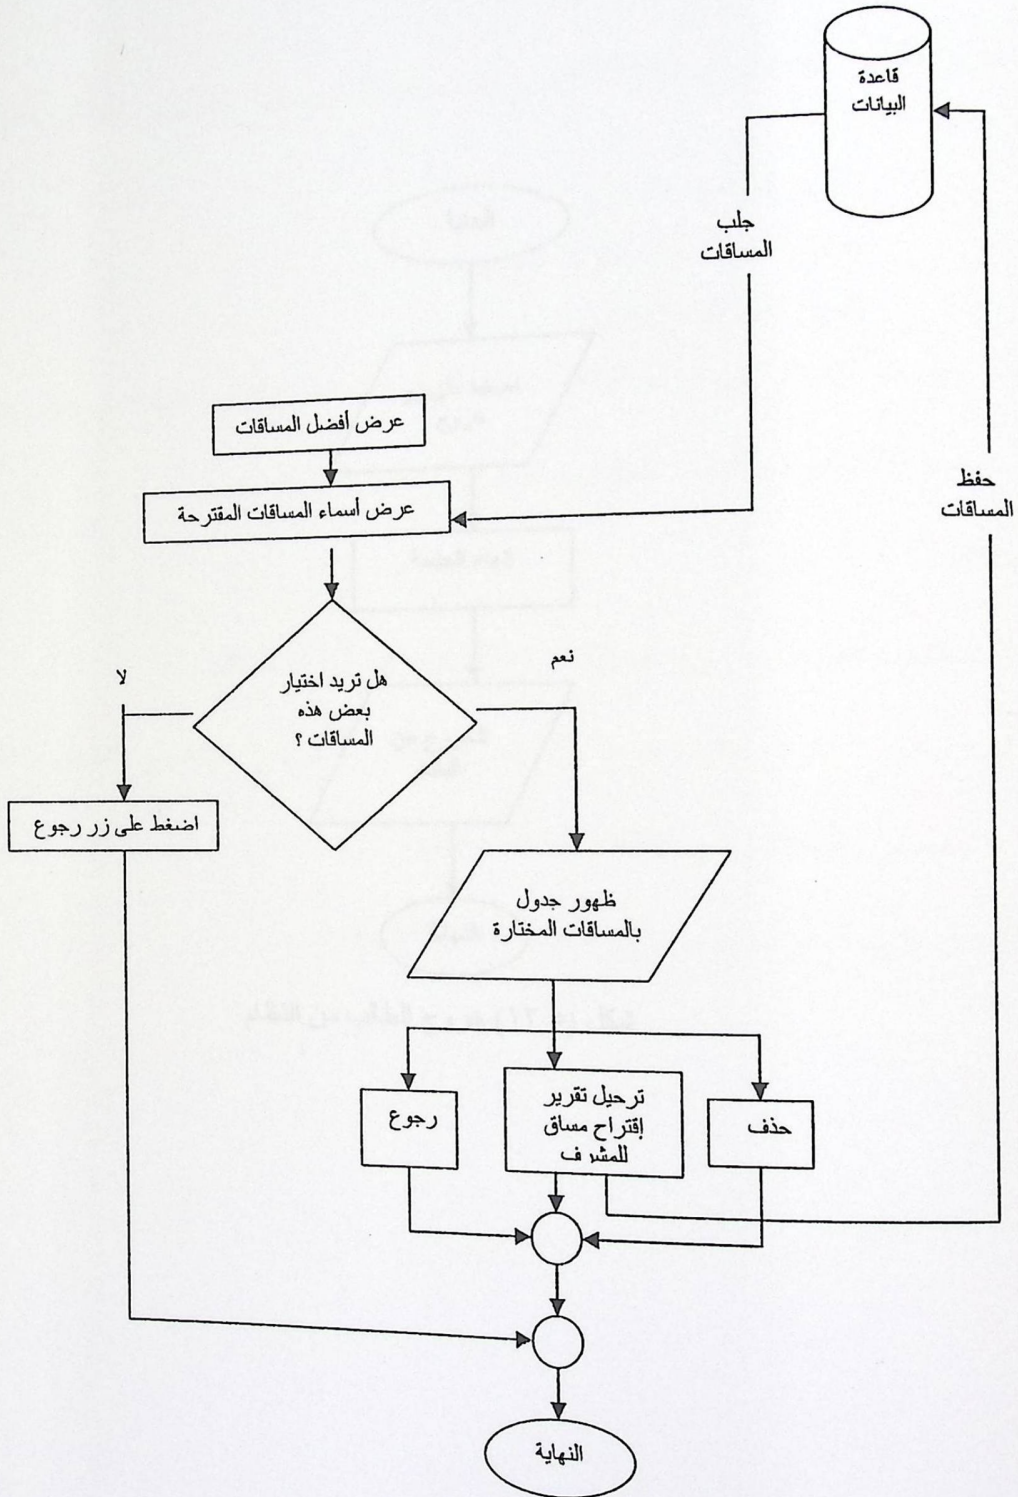 قاعدة
البيانات
جلب
المساقات
حفظ
المساقات
عرض أفضل المساقات
عرض أسماء المساقات المقترحة
هل تريد اختيار
بعض هذه
المساقات ؟
نعم
لا
اضغط على زر رجوع
ظهور جدول
بالمساقات المختارة
حذف
ترحيل تقرير
إقتراح مساق
للمشرف
رجوع
النهاية